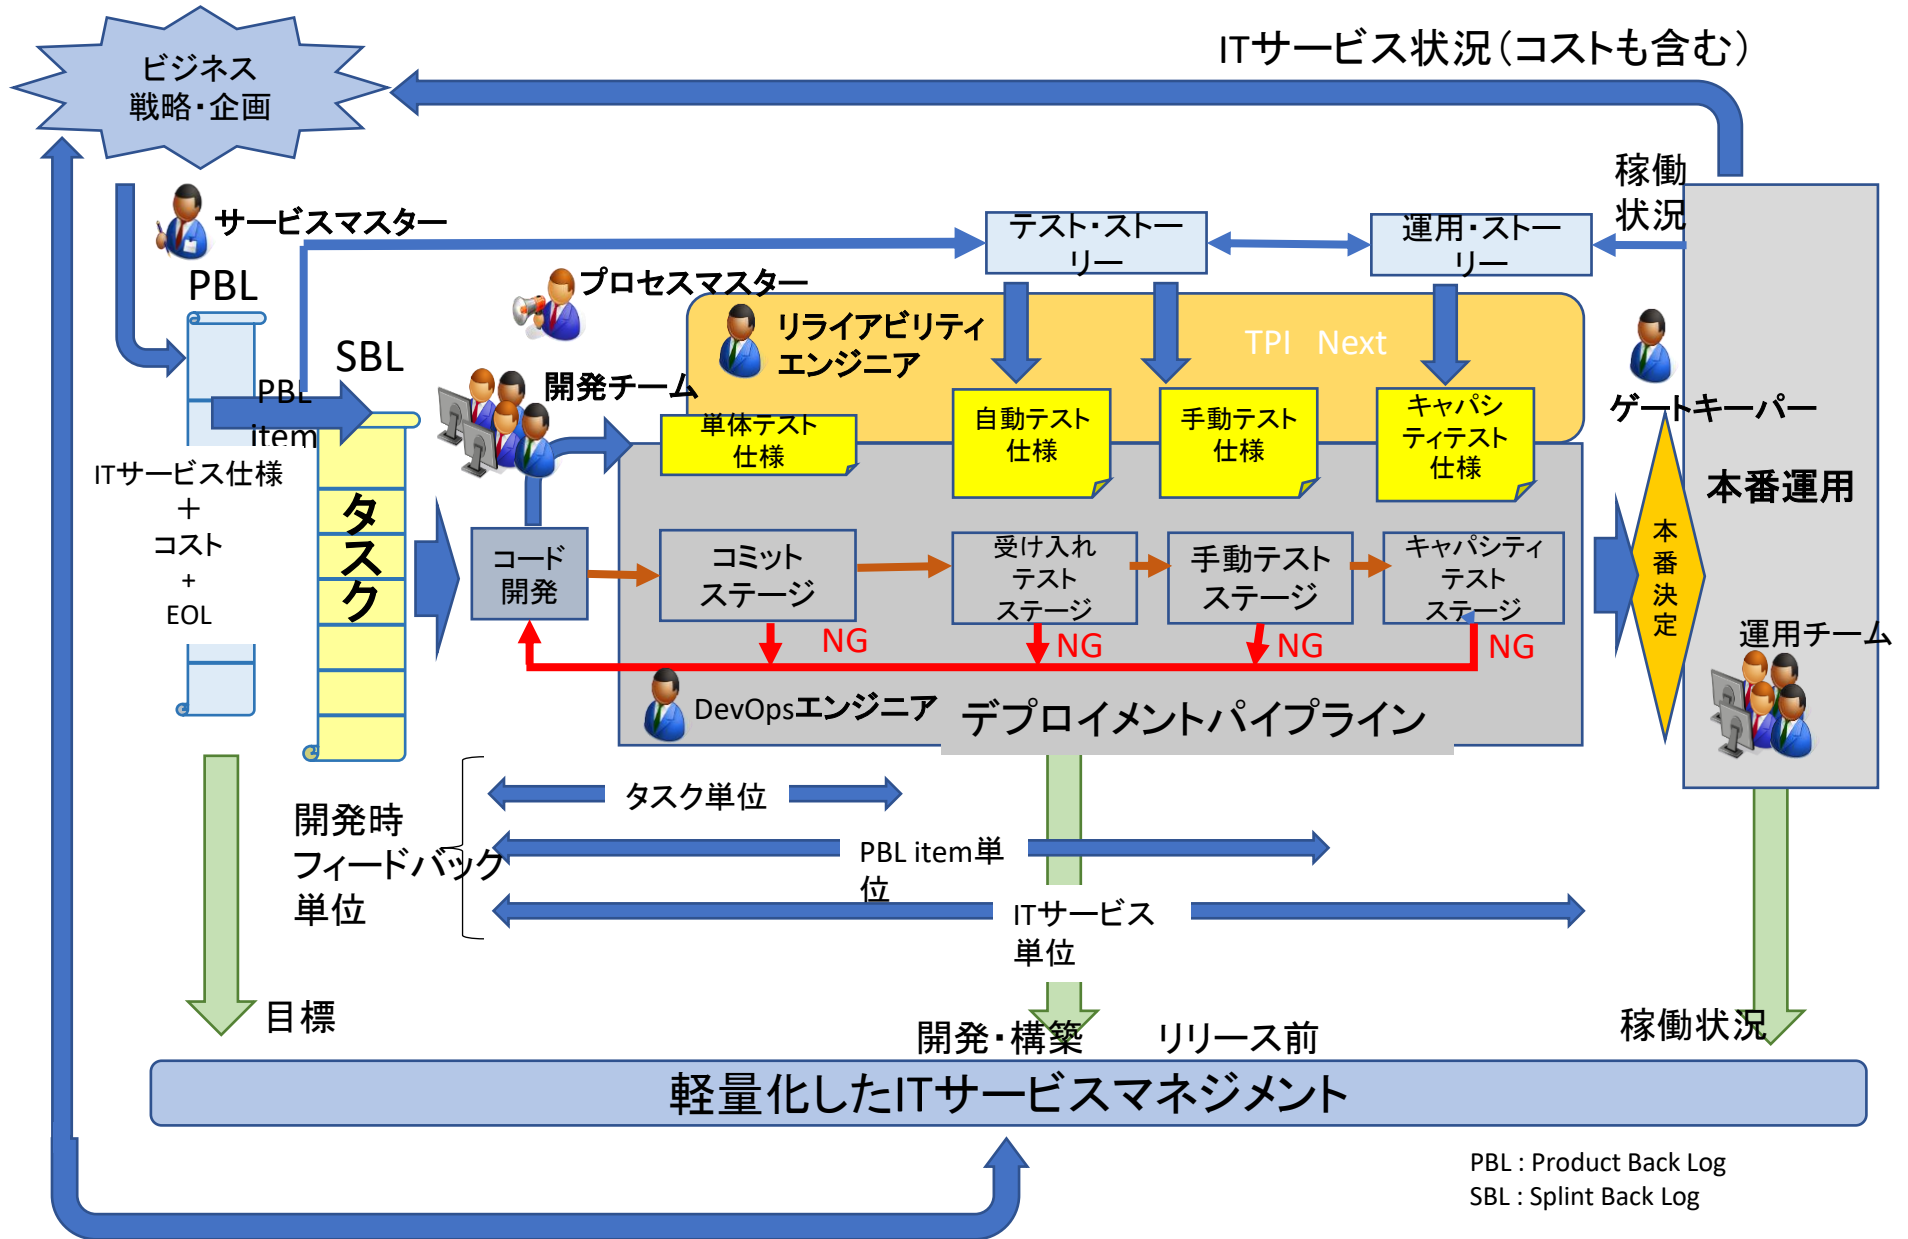 ITサービス状況（コストも含む）
ビジネス
戦略・企画
稼働
状況
サービスマスター
テスト・ストー
リー
運用・ストー
リー
PBL
プロセスマスター
リライアビリティ
エンジニア
TPI　Next
SBL
PBL
item
開発チーム
ゲートキーパー
単体テスト
仕様
自動テスト
仕様
手動テスト
仕様
キャパシ
ティテスト
仕様
ITサービス仕様
＋
コスト
+
EOL
タスク
本番運用
コード
開発
コミット
ステージ
受け入れ
テスト
ステージ
手動テスト
ステージ
キャパシティ
テスト
ステージ
本番決定
NG
NG
NG
NG
運用チーム
DevOpsエンジニア
デプロイメントパイプライン
開発時
フィードバック
単位
タスク単位
PBL item単
位
ITサービス
単位
目標
開発・構築
リリース前
稼働状況
軽量化したITサービスマネジメント
PBL : Product Back Log
SBL : Splint Back Log